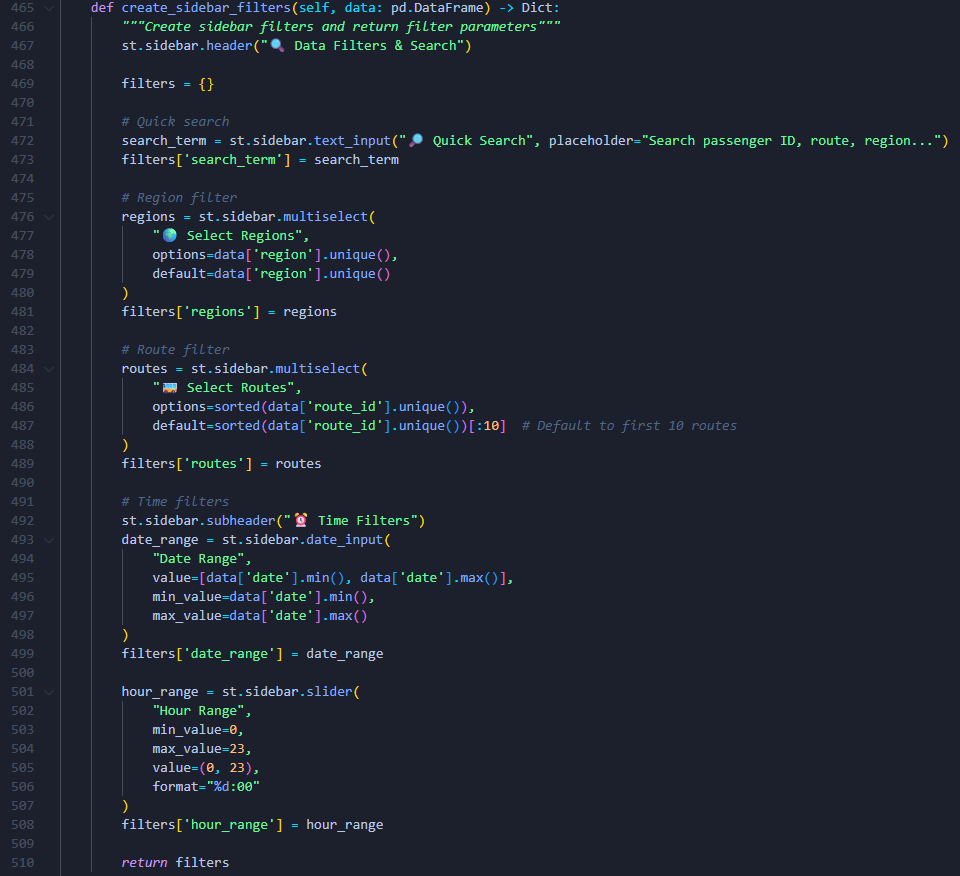 465 def create_sidebar_filters(self, data: pd.DataFrame) -> Dict:
466 """Create sidebar filters and return filter parameters"""
467 st.sidebar.header("🔍 Data Filters & Search")
468
469 filters = {}
470
471 # Quick search
472 search_term = st.sidebar.text_input("🔎 Quick Search", placeholder="Search passenger ID, route, region...")
473 filters['search_term'] = search_term
474
475 # Region filter
476 regions = st.sidebar.multiselect(
477 "🌍 Select Regions",
478 options=data['region'].unique(),
479 default=data['region'].unique()
480 )
481 filters['regions'] = regions
482
483 # Route filter
484 routes = st.sidebar.multiselect(
485 "🚌 Select Routes",
486 options=sorted(data['route_id'].unique()),
487 default=sorted(data['route_id'].unique())[:10]  # Default to first 10 routes
488 )
489 filters['routes'] = routes
490
491 # Time filters
492 st.sidebar.subheader("⏰ Time Filters")
493 date_range = st.sidebar.date_input(
494 "Date Range",
495 value=[data['date'].min(), data['date'].max()],
496 min_value=data['date'].min(),
497 max_value=data['date'].max()
498 )
499 filters['date_range'] = date_range
500
501 hour_range = st.sidebar.slider(
502 "Hour Range",
503 min_value=0,
504 max_value=23,
505 value=(0, 23),
506 format="%d:00"
507 )
508 filters['hour_range'] = hour_range
509
510 return filters